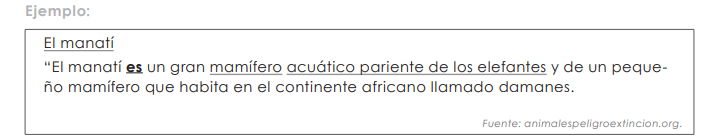 Ejemplo:
El manatí
“El manatí es un gran mamífero acuático pariente de los elefantes y de un peque-
ño mamífero que habita en el continente africano llamado damanes.
Fuente: animalespeligroextincion.org.